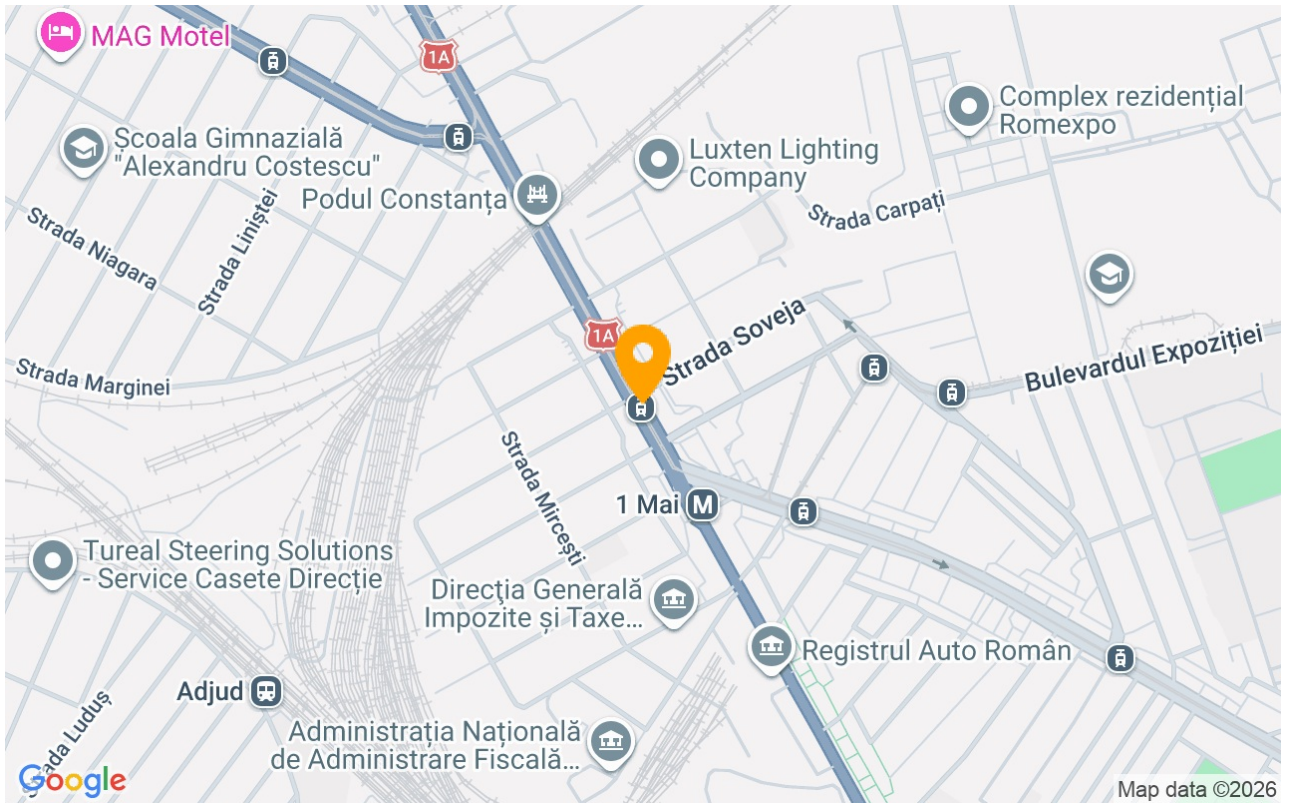 MAG Motel
1A
Complex rezidențial
Romexpo
Școala Gimnazială
"Alexandru Costescu"
Luxten Lighting
Company
Podul Constanța
Strada Carpați
Strada Niagara
Strada Liniștei
1A
Strada Soveja
Bulevardul Expoziției
Strada Marginei
Strada Mircești
1 Mai
M
Tureal Steering Solutions
- Service Casete Direcție
Direcţia Generală
Impozite și Taxe...
Registrul Auto Român
Adjud
Administrația Națională
de Administrare Fiscală...
Strada Luduș
Google
Map data ©2026